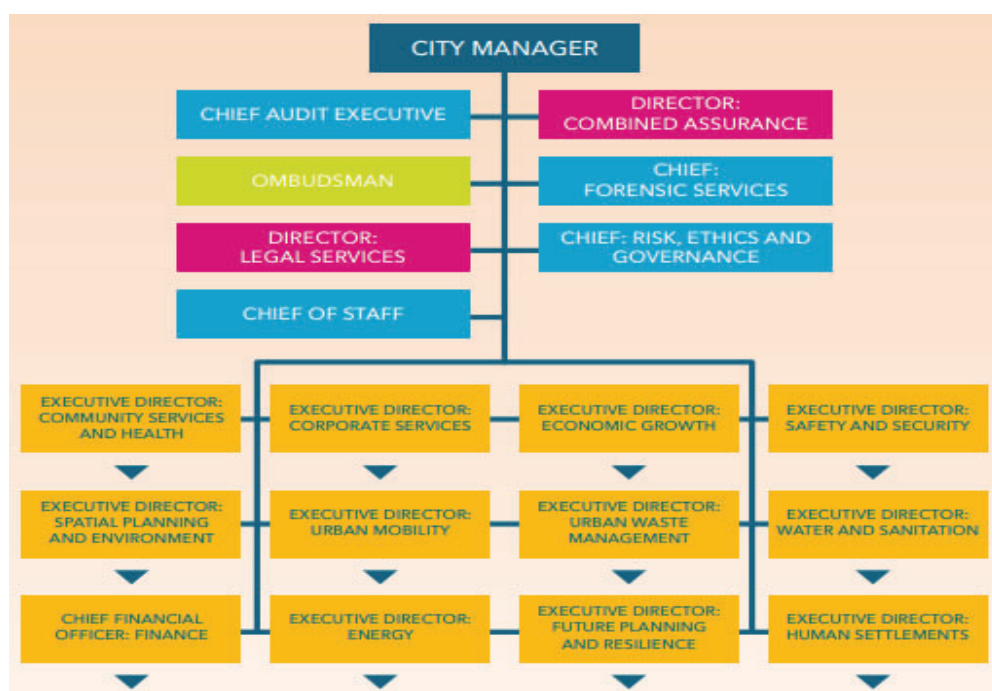 CITY MANAGER
CHIEF AUDIT EXECUTIVE
DIRECTOR:
COMBINED ASSURANCE
OMBUDSMAN
CHIEF:
FORENSIC SERVICES
DIRECTOR:
LEGAL SERVICES
CHIEF: RISK, ETHICS AND
GOVERNANCE
CHIEF OF STAFF
EXECUTIVE DIRECTOR:
COMMUNITY SERVICES
AND HEALTH
EXECUTIVE DIRECTOR:
CORPORATE SERVICES
EXECUTIVE DIRECTOR:
ECONOMIC GROWTH
EXECUTIVE DIRECTOR:
SAFETY AND SECURITY
EXECUTIVE DIRECTOR:
SPATIAL PLANNING
AND ENVIRONMENT
EXECUTIVE DIRECTOR:
URBAN MOBILITY
EXECUTIVE DIRECTOR:
URBAN WASTE
MANAGEMENT
EXECUTIVE DIRECTOR:
WATER AND SANITATION
CHIEF FINANCIAL
OFFICER: FINANCE
EXECUTIVE DIRECTOR:
ENERGY
EXECUTIVE DIRECTOR:
FUTURE PLANNING
AND RESILIENCE
EXECUTIVE DIRECTOR:
HUMAN SETTLEMENTS